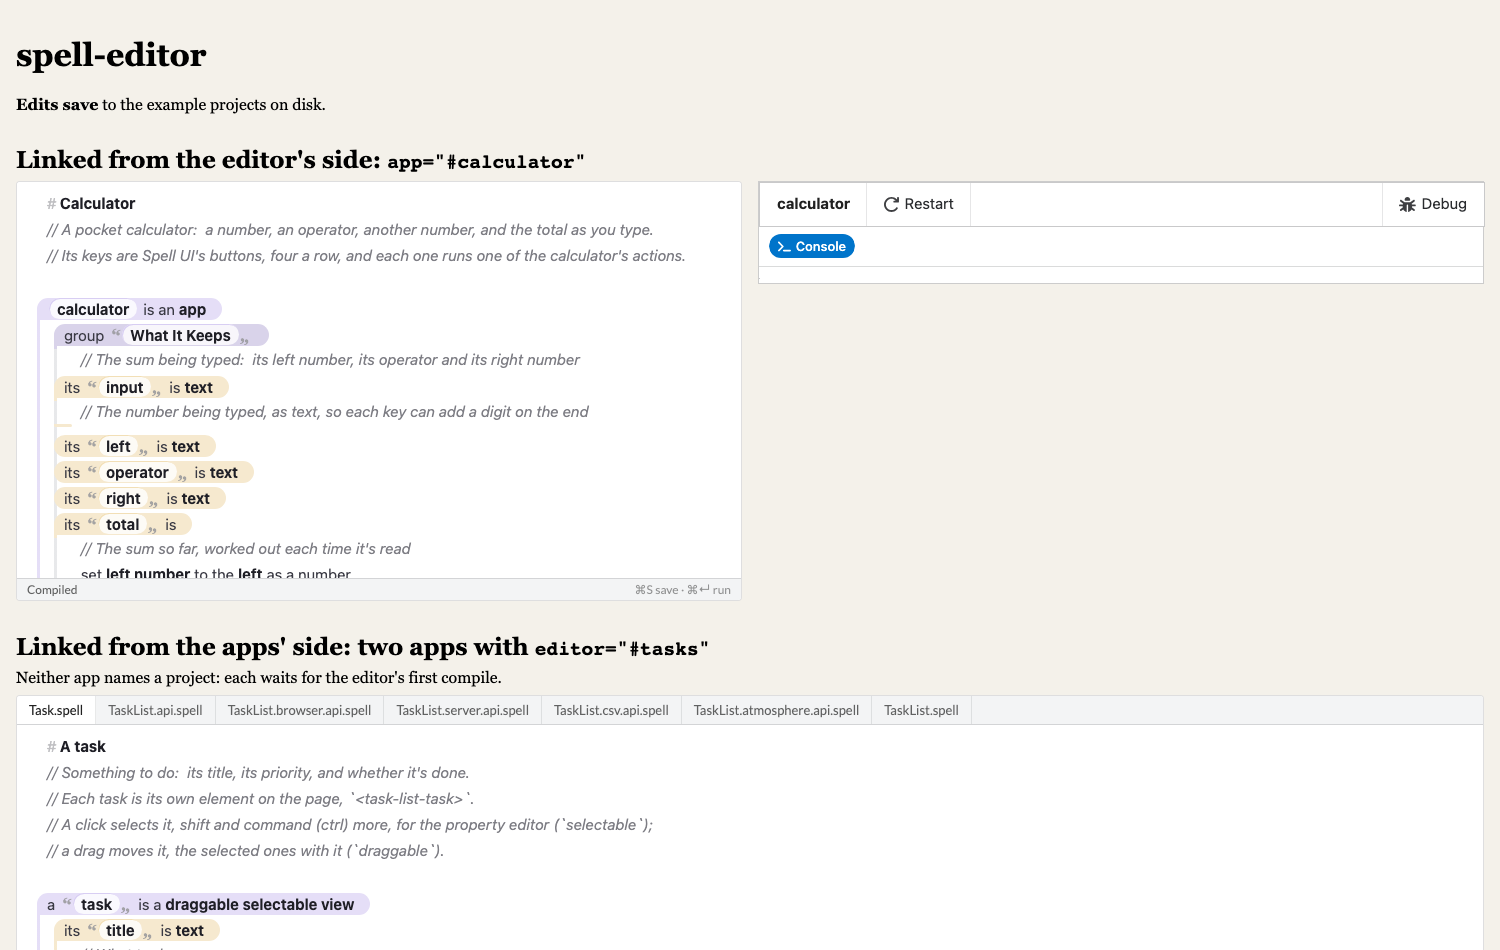 spell-editor
Edits save to the example projects on disk.
Linked from the editor's side: app="#calculator"
# Calculator
// A pocket calculator:  a number, an operator, another number, and the total as you type.
// Its keys are Spell UI's buttons, four a row, and each one runs one of the calculator's actions.
calculator is an app
group “ What It Keeps „
// The sum being typed:  its left number, its operator and its right number
its “ input „ is text
// The number being typed, as text, so each key can add a digit on the end
its “ left „ is text
its “ operator „ is text
its “ right „ is text
its “ total „ is
// The sum so far, worked out each time it's read
set left number to the left as a number
Compiled
⌘S save · ⌘↵ run
calculator
Restart
Debug
Console
Linked from the apps' side: two apps with editor="#tasks"
Neither app names a project: each waits for the editor's first compile.
Task.spell
TaskList.api.spell
TaskList.browser.api.spell
TaskList.server.api.spell
TaskList.csv.api.spell
TaskList.atmosphere.api.spell
TaskList.spell
# A task
// Something to do:  its title, its priority, and whether it's done.
// Each task is its own element on the page, `<task-list-task>`.
// A click selects it, shift and command (ctrl) more, for the property editor (`selectable`);
// a drag moves it, the selected ones with it (`draggable`).
a “ task „ is a draggable selectable view
its “ title „ is text